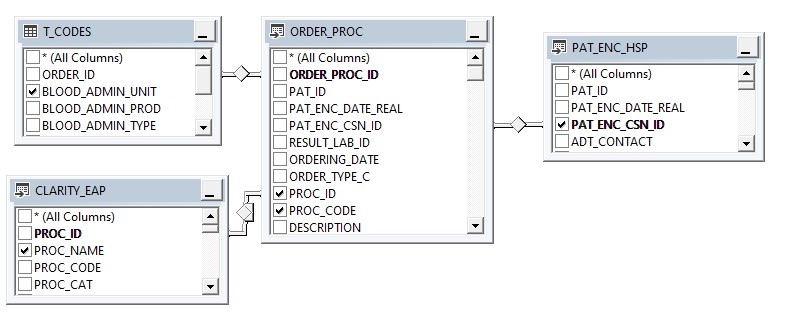 T_CODES
* (All Columns)
ORDER_ID
BLOOD_ADMIN_UNIT
BLOOD_ADMIN_PROD
BLOOD_ADMIN_TYPE
ORDER_PROC
* (All Columns)
ORDER_PROC_ID
PAT_ID
PAT_ENC_DATE_REAL
PAT_ENC_CSN_ID
RESULT_LAB_ID
ORDERING_DATE
ORDER_TYPE_C
PROC_ID
PROC_CODE
DESCRIPTION
PAT_ENC_HSP
* (All Columns)
PAT_ID
PAT_ENC_DATE_REAL
PAT_ENC_CSN_ID
ADT_CONTACT
CLARITY_EAP
* (All Columns)
PROC_ID
PROC_NAME
PROC_CODE
PROC_CAT